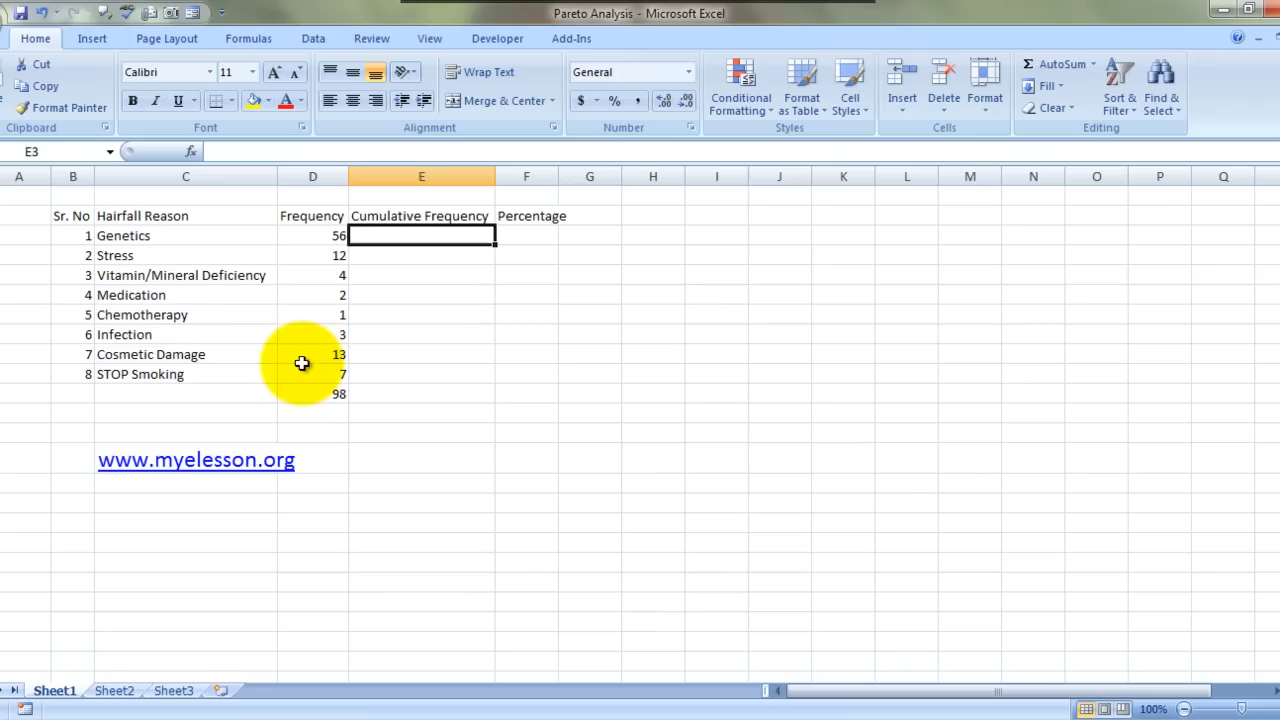 Pareto Analysis - Microsoft Excel
Home Insert Page Layout Formulas Data Review View Developer Add-Ins
Cut
Copy
Format Painter
Clipboard
Calibri 11
B I U
Font
Wrap Text
Merge & Center
Alignment
General
$ % ,
Number
Conditional Formatting
Format as Table
Cell Styles
Styles
Insert
Delete
Format
Cells
AutoSum
Fill
Clear
Sort & Filter
Find & Select
Editing
E3 fx
A B C D E F G H I J K L M N O P Q
Sr. No Hairfall Reason Frequency Cumulative Frequency Percentage
1 Genetics 56
2 Stress 12
3 Vitamin/Mineral Deficiency 4
4 Medication 2
5 Chemotherapy 1
6 Infection 3
7 Cosmetic Damage 13
8 STOP Smoking 7
98
www.myelesson.org
Sheet1 Sheet2 Sheet3
100%